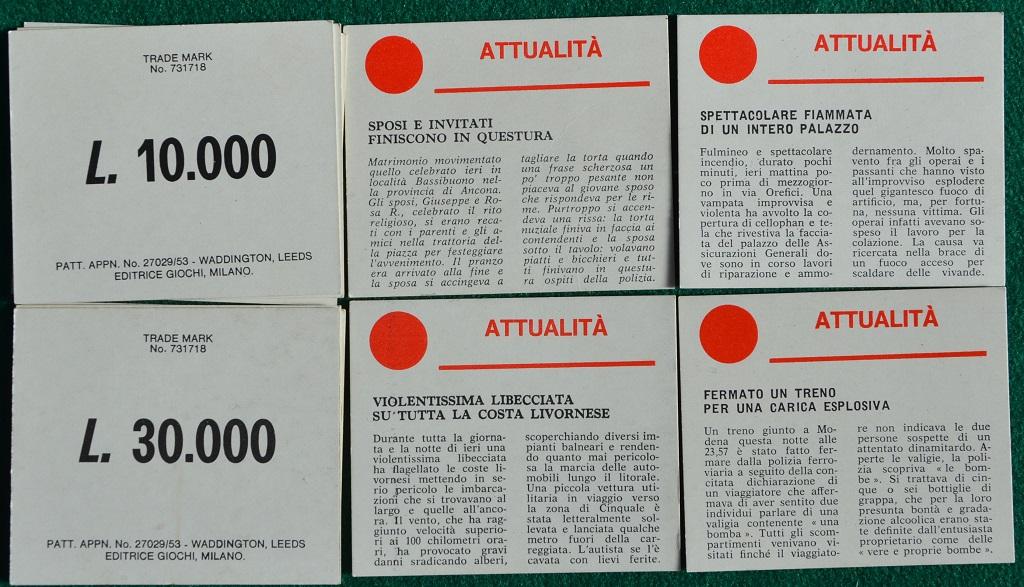 TRADE MARK
No. 731718
L. 10.000
PATT. APPN. No. 27029/53 - WADDINGTON, LEEDS
EDITRICE GIOCHI, MILANO.
ATTUALITÀ
SPOSI E INVITATI
FINISCONO IN QUESTURA
Matrimonio movimentato
quello celebrato ieri in
località Bassibuono nel-
la provincia di Ancona.
Gli sposi, Giuseppe e Ro-
sa R., celebrato il rito
religioso, si erano reca-
ti con i parenti e gli a-
mici nella trattoria del-
la piazza per festeggiare
l'avvenimento. Il pranzo
era arrivato alla fine e
la sposa si accingeva a
tagliare la torta quando
una frase scherzosa un
po' troppo pesante non
piaceva al giovane sposo
che rispondeva per le ri-
me. Purtroppo si accen-
deva una rissa: la torta
nuziale finiva in faccia ai
contendenti e la sposa
sotto il tavolo: volavano
piatti e bicchieri e tut-
ti finivano in questu-
ra ospiti della polizia.
ATTUALITÀ
SPETTACOLARE FIAMMATA
DI UN INTERO PALAZZO
Fulmineo e spettacolare
incendio, durato pochi
minuti, ieri mattina po-
co prima di mezzogior-
no in via Orefici. Una
vampata improvvisa e
violenta ha avvolto la co-
pertura di cellophan e te-
la che rivestiva la faccia-
ta del palazzo delle As-
sicurazioni Generali do-
ve sono in corso lavori
di riparazione e ammo-
dernamento. Molto spa-
vento fra gli operai e i
passanti che hanno visto
all'improvviso esplodere
quel gigantesco fuoco di
artificio, ma, per fortu-
na, nessuna vittima. Gli
operai infatti avevano so-
speso il lavoro per la
colazione. La causa va
ricercata nella brace di
un fuoco acceso per
scaldare delle vivande.
TRADE MARK
No. 731718
L. 30.000
PATT. APPN. No. 27029/53 - WADDINGTON, LEEDS
EDITRICE GIOCHI, MILANO.
ATTUALITÀ
VIOLENTISSIMA LIBECCIATA
SU TUTTA LA COSTA LIVORNESE
Durante tutta la giorna-
ta e la notte di ieri una
violentissima libecciata
ha flagellato le coste li-
vornesi mettendo in se-
rio pericolo le imbarca-
zioni che si trovavano al
largo e quelle all'anco-
ra. Il vento, che ha rag-
giunto velocità superio-
ri ai 100 chilometri ora-
ri, ha provocato gravi
danni sradicando alberi,
scoperchiando diversi im-
pianti balneari e renden-
do quanto mai pericolo-
sa la marcia delle auto-
mobili lungo il litorale.
Una piccola vettura uti-
litaria in viaggio verso
la zona di Cinquale è
stata letteralmente sol-
levata e lanciata qualche
metro fuori della car-
reggiata. L'autista se l'è
cavata con lievi ferite.
ATTUALITÀ
FERMATO UN TRENO
PER UNA CARICA ESPLOSIVA
Un treno giunto a Mo-
dena questa notte alle
23,57 è stato fatto fer-
mare dalla polizia ferro-
viaria a seguito della con-
citata dichiarazione di
un viaggiatore che affer-
mava di aver sentito due
individui parlare di una
valigia contenente « una
bomba ». Tutti gli scom-
partimenti venivano vi-
sitati finché il viaggiato-
re non indicava le due
persone sospette di un
attentato dinamitardo. A-
perte le valigie, la poli-
zia scopriva « le bom-
be ». Si trattava di cin-
que o sei bottiglie di
grappa, che per la loro
presunta bontà e grada-
zione alcoolica erano sta-
te definite dall'entusiasta
proprietario come delle
« vere e proprie bombe ».